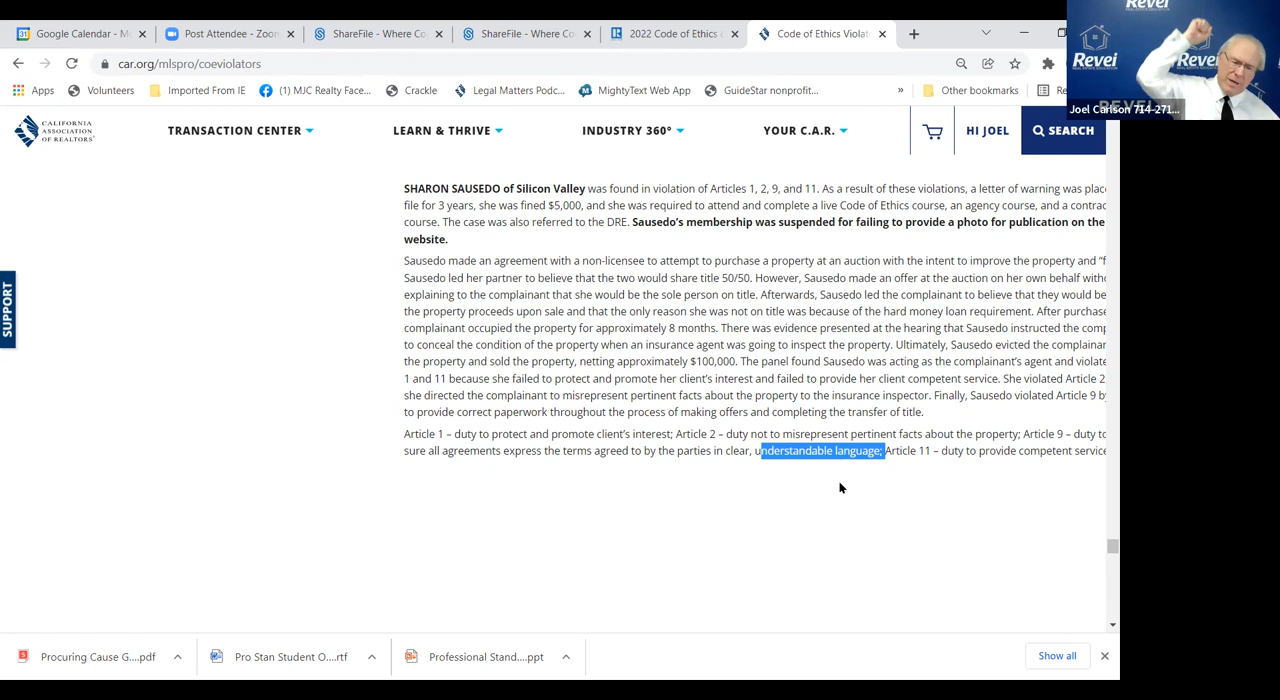 Google Calendar - M
Post Attendee - Zoon
ShareFile - Where Co
ShareFile - Where Co
2022 Code of Ethics &
Code of Ethics Violat
car.org/mlspro/coeviolators
Apps
Volunteers
Imported From IE
(1) MJC Realty Face...
Crackle
Legal Matters Podc...
MightyText Web App
GuideStar nonprofit...
»
Other bookmarks
Re
Revei
Revei
REAL ESTATE EDUCATION
Joel Carlson 714-271...
CALIFORNIA
ASSOCIATION
OF REALTORS®
TRANSACTION CENTER
LEARN & THRIVE
INDUSTRY 360°
YOUR C.A.R.
HI JOEL
SEARCH
SHARON SAUSEDO of Silicon Valley was found in violation of Articles 1, 2, 9, and 11. As a result of these violations, a letter of warning was plac
file for 3 years, she was fined $5,000, and she was required to attend and complete a live Code of Ethics course, an agency course, and a contrac
course. The case was also referred to the DRE. Sausedo's membership was suspended for failing to provide a photo for publication on the
website.
Sausedo made an agreement with a non-licensee to attempt to purchase a property at an auction with the intent to improve the property and "f
Sausedo led her partner to believe that the two would share title 50/50. However, Sausedo made an offer at the auction on her own behalf witho
explaining to the complainant that she would be the sole person on title. Afterwards, Sausedo led the complainant to believe that they would be
the property proceeds upon sale and that the only reason she was not on title was because of the hard money loan requirement. After purchase
complainant occupied the property for approximately 8 months. There was evidence presented at the hearing that Sausedo instructed the comp
to conceal the condition of the property when an insurance agent was going to inspect the property. Ultimately, Sausedo evicted the complainar
the property and sold the property, netting approximately $100,000. The panel found Sausedo was acting as the complainant's agent and violate
1 and 11 because she failed to protect and promote her client's interest and failed to provide her client competent service. She violated Article 2
she directed the complainant to misrepresent pertinent facts about the property to the insurance inspector. Finally, Sausedo violated Article 9 by
to provide correct paperwork throughout the process of making offers and completing the transfer of title.
Article 1 – duty to protect and promote client's interest; Article 2 – duty not to misrepresent pertinent facts about the property; Article 9 – duty to
sure all agreements express the terms agreed to by the parties in clear, understandable language; Article 11 – duty to provide competent service
SUPPORT
Procuring Cause G....pdf
Pro Stan Student O....rtf
Professional Stand....ppt
Show all